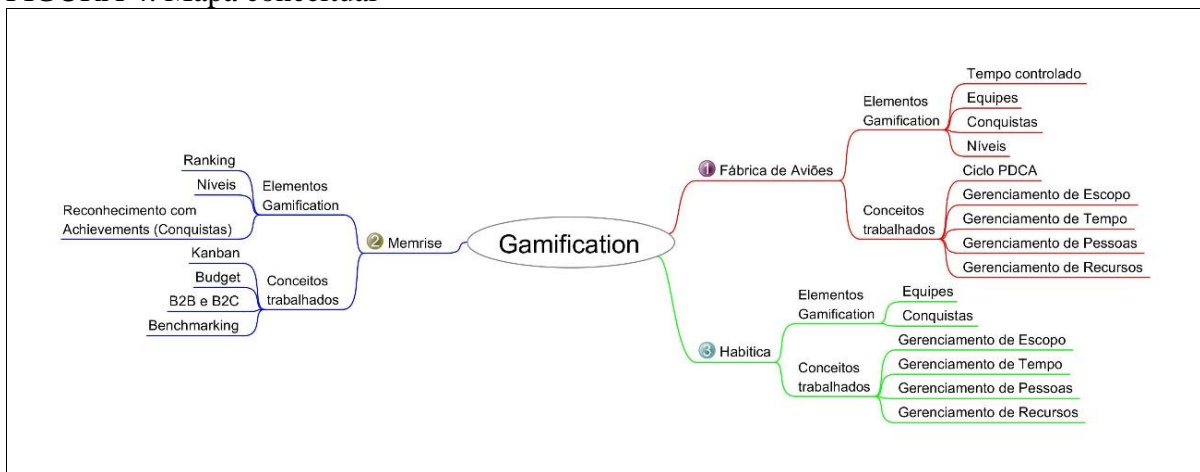 FIGURA 4. Mapa conceitual
Gamification
1 Fábrica de Aviões
Elementos
Gamification
Tempo controlado
Equipes
Conquistas
Níveis
Conceitos
trabalhados
Ciclo PDCA
Gerenciamento de Escopo
Gerenciamento de Tempo
Gerenciamento de Pessoas
Gerenciamento de Recursos
2 Memrise
Elementos
Gamification
Ranking
Níveis
Reconhecimento com
Achievements (Conquistas)
Conceitos
trabalhados
Kanban
Budget
B2B e B2C
Benchmarking
3 Habitica
Elementos
Gamification
Equipes
Conquistas
Conceitos
trabalhados
Gerenciamento de Escopo
Gerenciamento de Tempo
Gerenciamento de Pessoas
Gerenciamento de Recursos